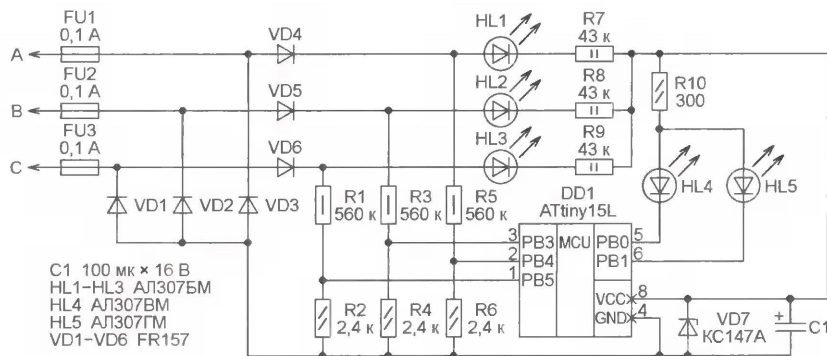 FU1
0,1 А
А
VD4
HL1
R7
43 к
FU2
0,1 А
В
VD5
HL2
R8
43 к
R10
300
FU3
0,1 А
С
VD6
HL3
R9
43 к
HL4
HL5
VD1
VD2
VD3
R1
560 к
R3
560 к
R5
560 к
DD1
ATtiny15L
3
PB3
MCU
PB0
5
2
PB4
PB1
6
1
PB5
VCC
8
GND
4
R2
2,4 к
R4
2,4 к
R6
2,4 к
VD7
КС147А
+
C1
C1 100 мк × 16 В
HL1–HL3 АЛ307БМ
HL4 АЛ307ВМ
HL5 АЛ307ГМ
VD1–VD6 FR157